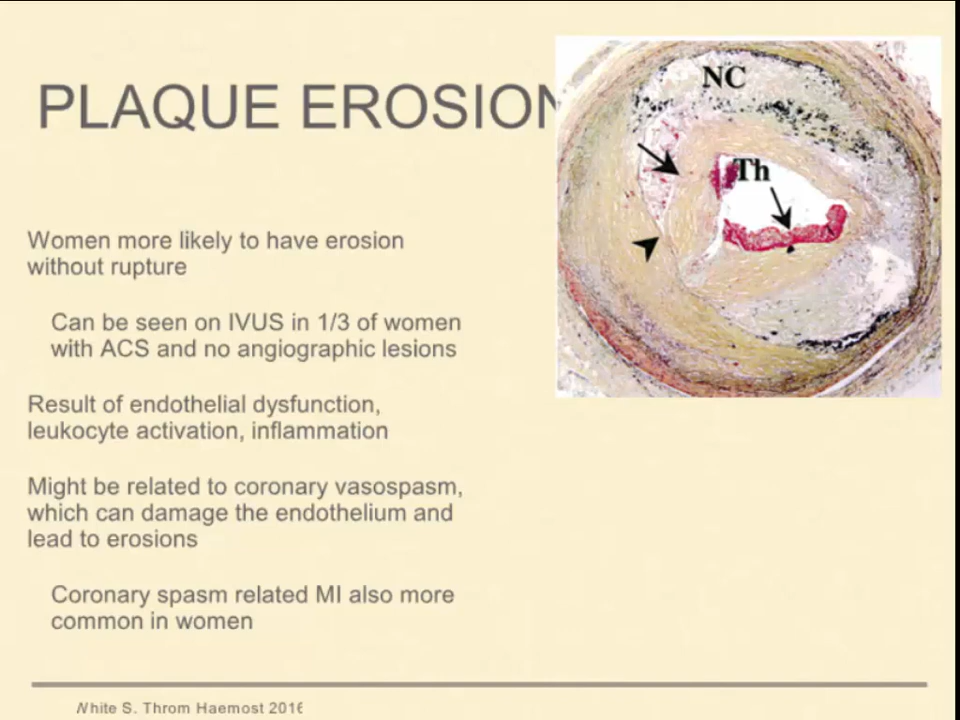 PLAQUE EROSION
NC
Th
Women more likely to have erosion
without rupture
Can be seen on IVUS in 1/3 of women
with ACS and no angiographic lesions
Result of endothelial dysfunction,
leukocyte activation, inflammation
Might be related to coronary vasospasm,
which can damage the endothelium and
lead to erosions
Coronary spasm related MI also more
common in women
White S. Throm Haemost 2016